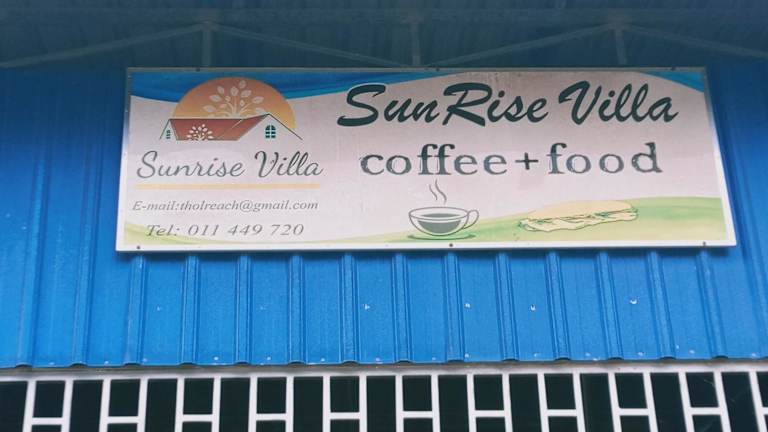 Sunrise Villa
E-mail:tholreach@gmail.com
Tel: 011 449 720
SunRise Villa
coffee+food